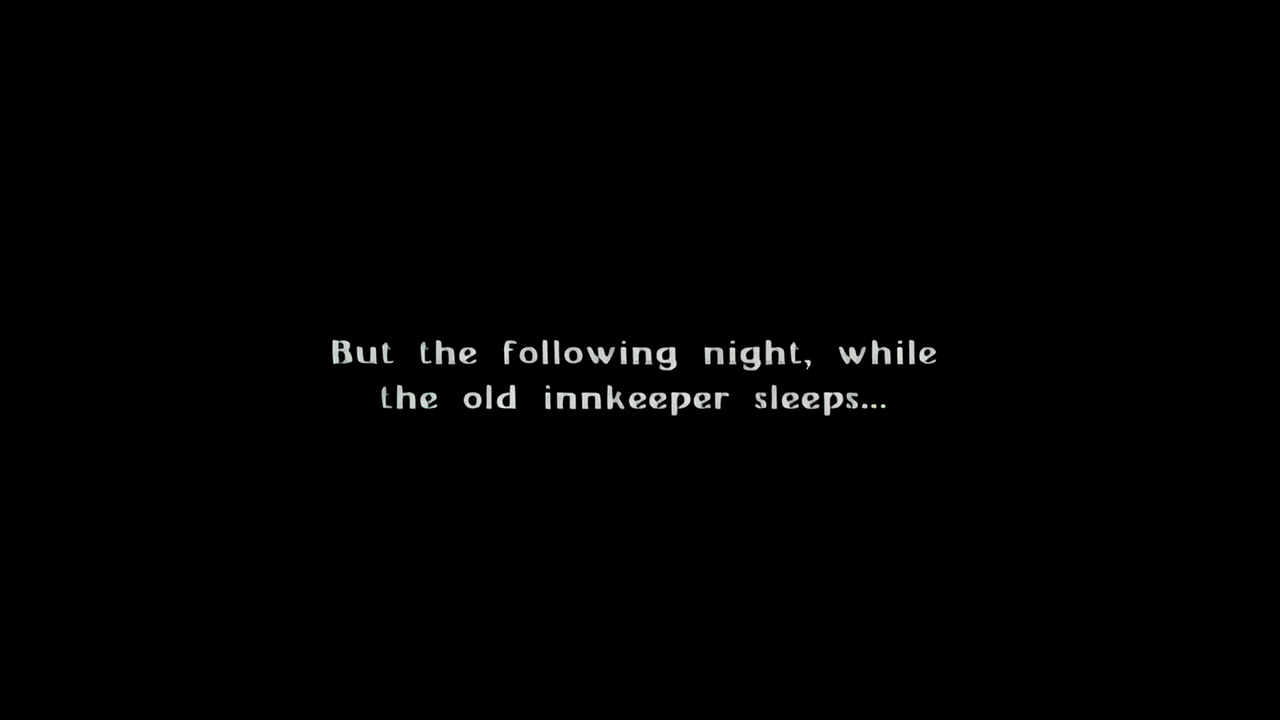 But the following night, while
the old innkeeper sleeps...